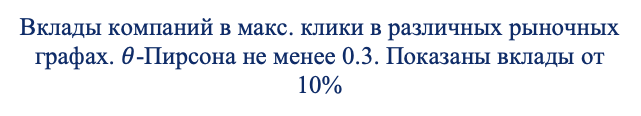 Вклады компаний в макс. клики в различных рыночных
графах. θ-Пирсона не менее 0.3. Показаны вклады от
10%